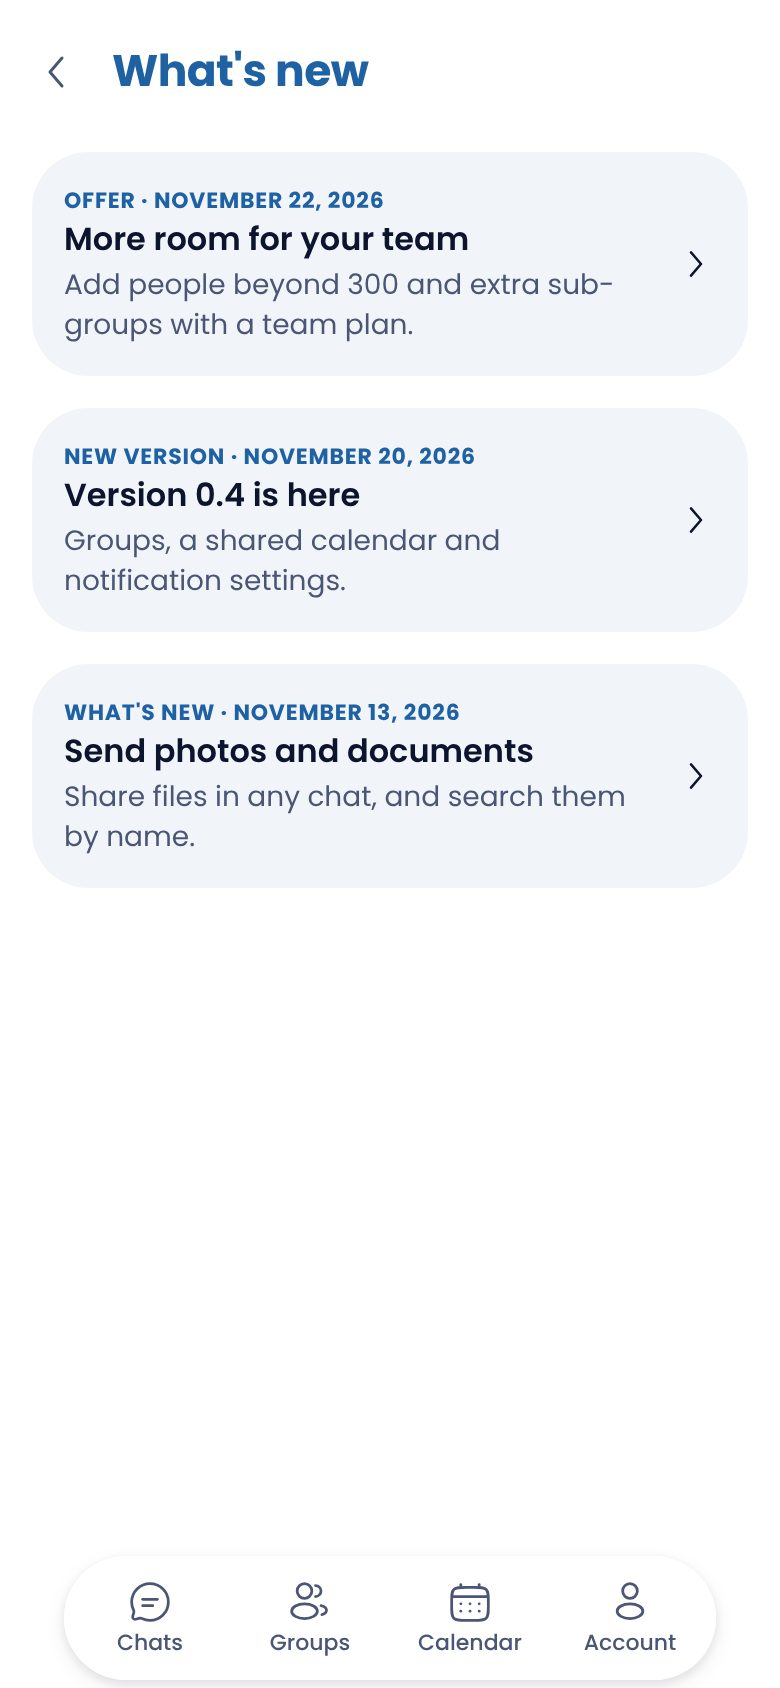 What's new
OFFER · NOVEMBER 22, 2026
More room for your team
Add people beyond 300 and extra sub-
groups with a team plan.
NEW VERSION · NOVEMBER 20, 2026
Version 0.4 is here
Groups, a shared calendar and
notification settings.
WHAT'S NEW · NOVEMBER 13, 2026
Send photos and documents
Share files in any chat, and search them
by name.
Chats
Groups
Calendar
Account